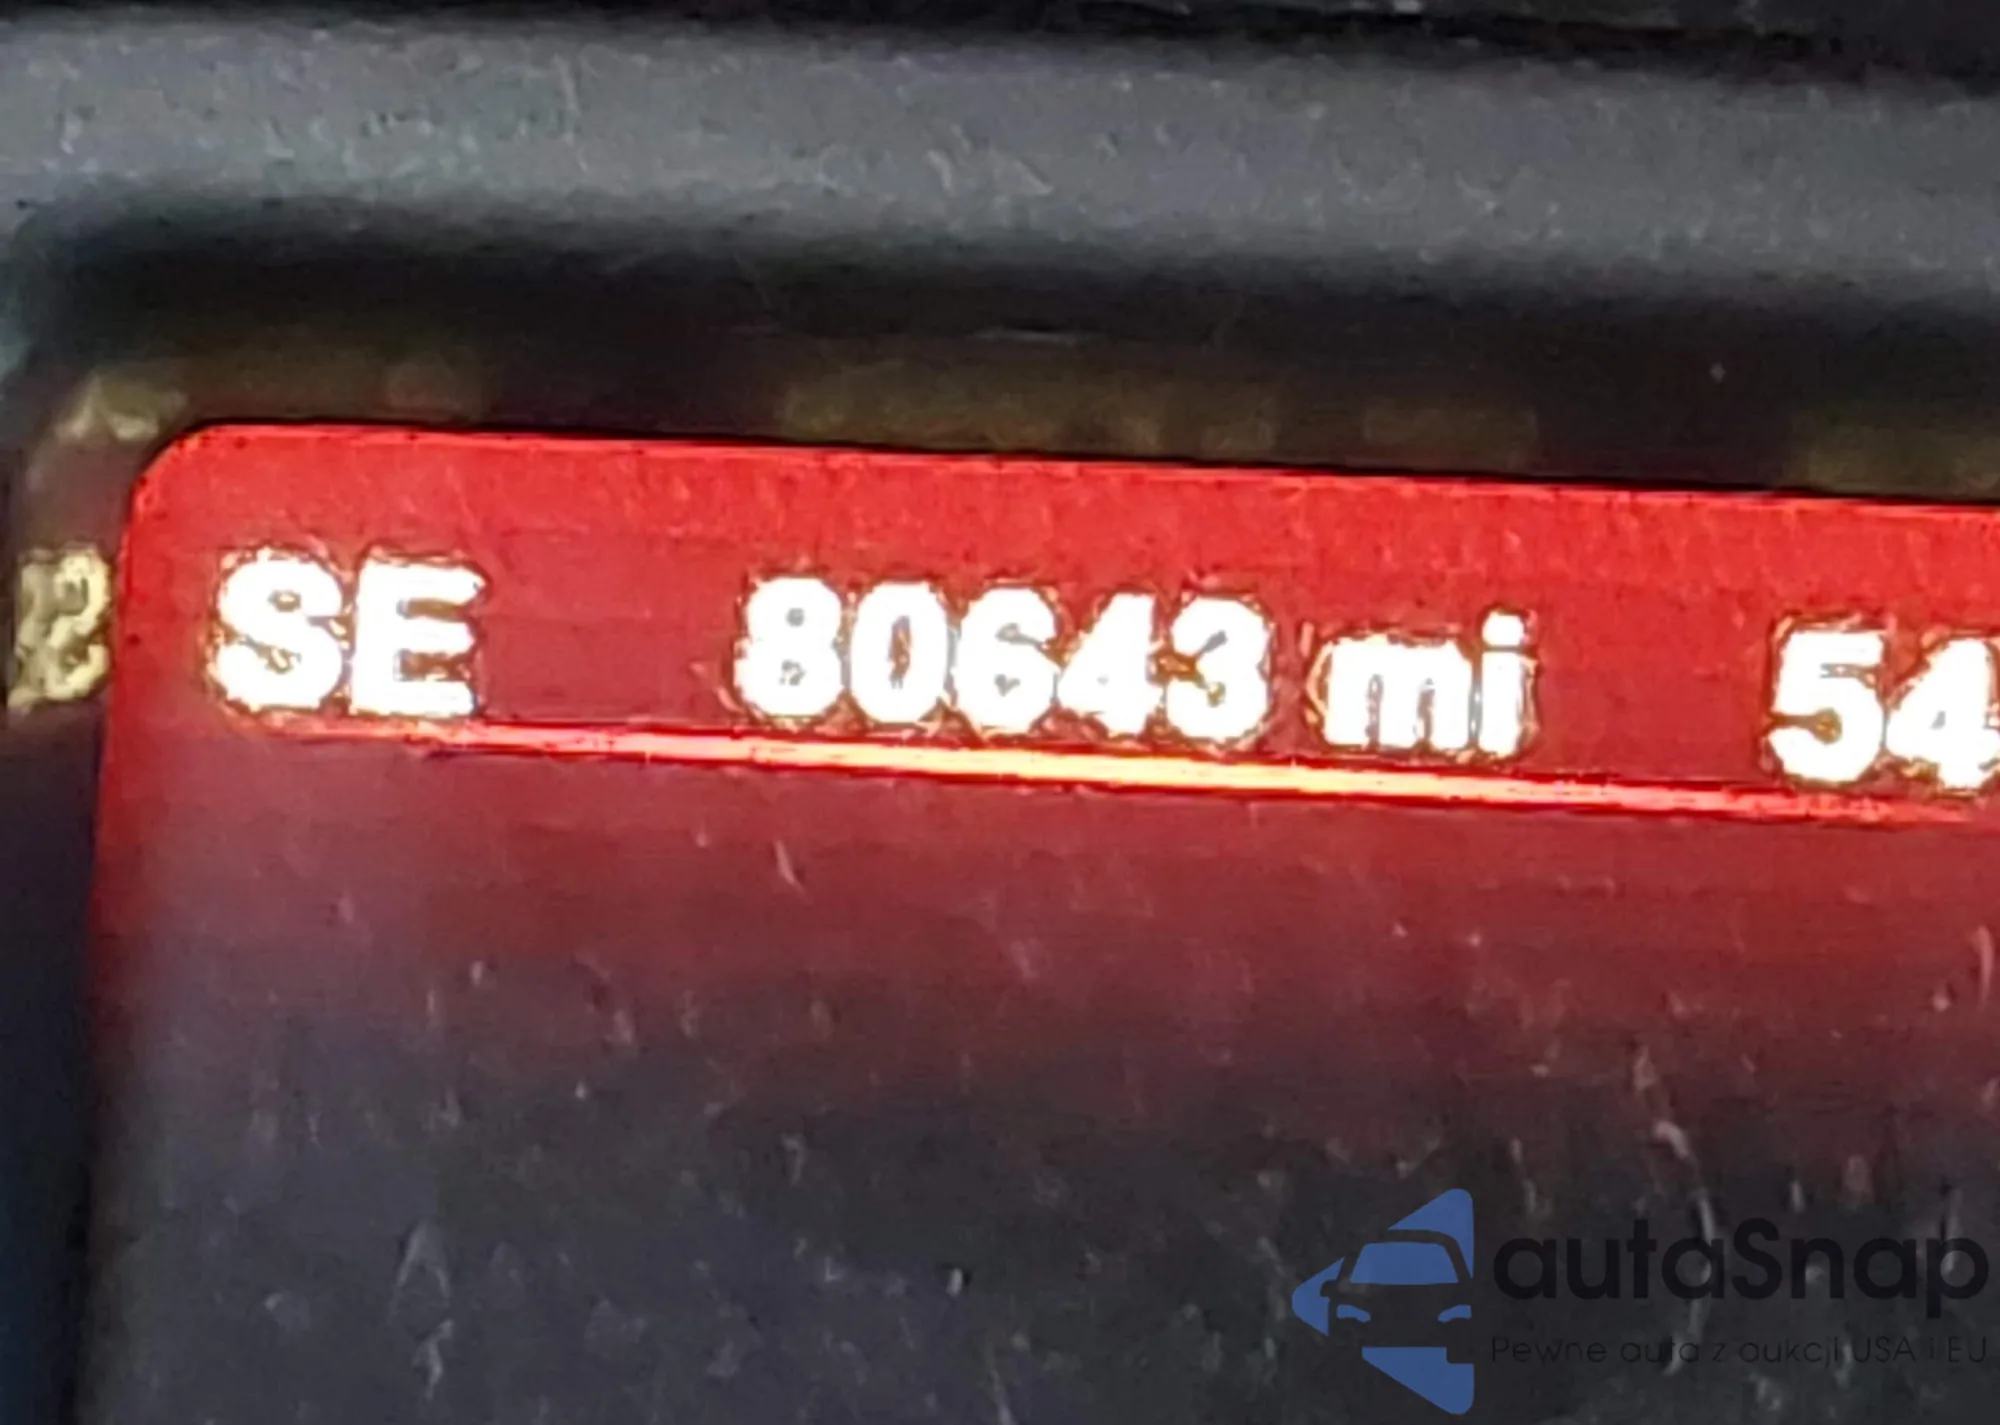 SE 80643 mi 54
autaSnap
Pewne auta z aukcji USA i EU